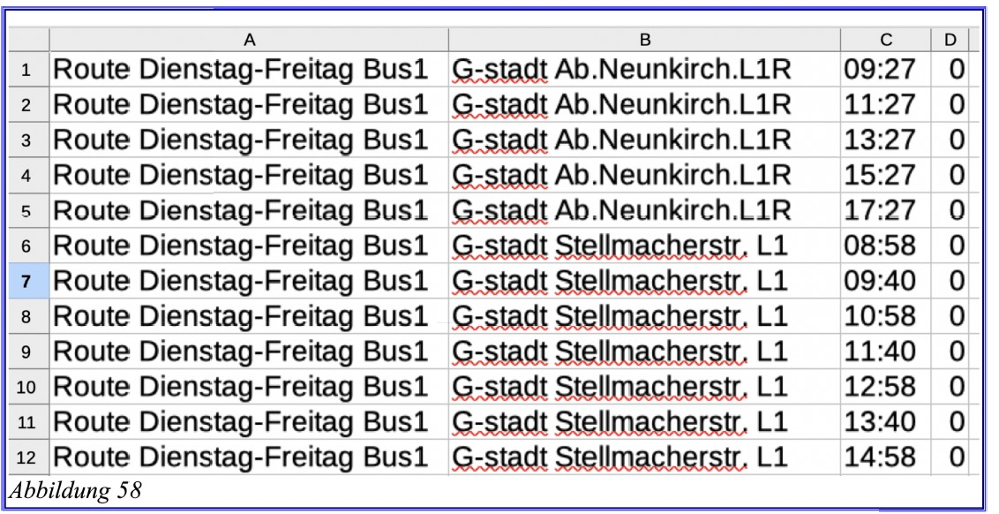 A B C D
1 Route Dienstag-Freitag Bus1 G-stadt Ab.Neunkirch.L1R 09:27 0
2 Route Dienstag-Freitag Bus1 G-stadt Ab.Neunkirch.L1R 11:27 0
3 Route Dienstag-Freitag Bus1 G-stadt Ab.Neunkirch.L1R 13:27 0
4 Route Dienstag-Freitag Bus1 G-stadt Ab.Neunkirch.L1R 15:27 0
5 Route Dienstag-Freitag Bus1 G-stadt Ab.Neunkirch.L1R 17:27 0
6 Route Dienstag-Freitag Bus1 G-stadt Stellmacherstr. L1 08:58 0
7 Route Dienstag-Freitag Bus1 G-stadt Stellmacherstr. L1 09:40 0
8 Route Dienstag-Freitag Bus1 G-stadt Stellmacherstr. L1 10:58 0
9 Route Dienstag-Freitag Bus1 G-stadt Stellmacherstr. L1 11:40 0
10 Route Dienstag-Freitag Bus1 G-stadt Stellmacherstr. L1 12:58 0
11 Route Dienstag-Freitag Bus1 G-stadt Stellmacherstr. L1 13:40 0
12 Route Dienstag-Freitag Bus1 G-stadt Stellmacherstr. L1 14:58 0
Abbildung 58